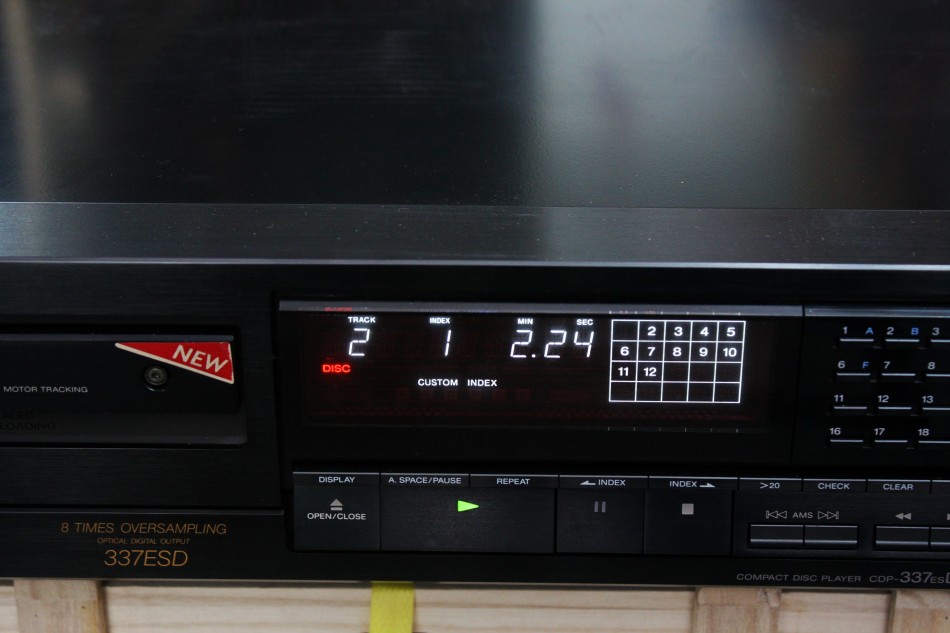 TRACK INDEX MIN SEC
2 1 2.24
DISC
CUSTOM INDEX
2 3 4 5
6 7 8 9 10
11 12
NEW
MOTOR TRACKING
LOADING
1 A 2 B 3
6 F 7 8
11 12 13
16 17 18
DISPLAY A. SPACE/PAUSE REPEAT INDEX INDEX >20 CHECK CLEAR
OPEN/CLOSE
AMS
8 TIMES OVERSAMPLING
OPTICAL DIGITAL OUTPUT
337ESD
COMPACT DISC PLAYER CDP-337ESD